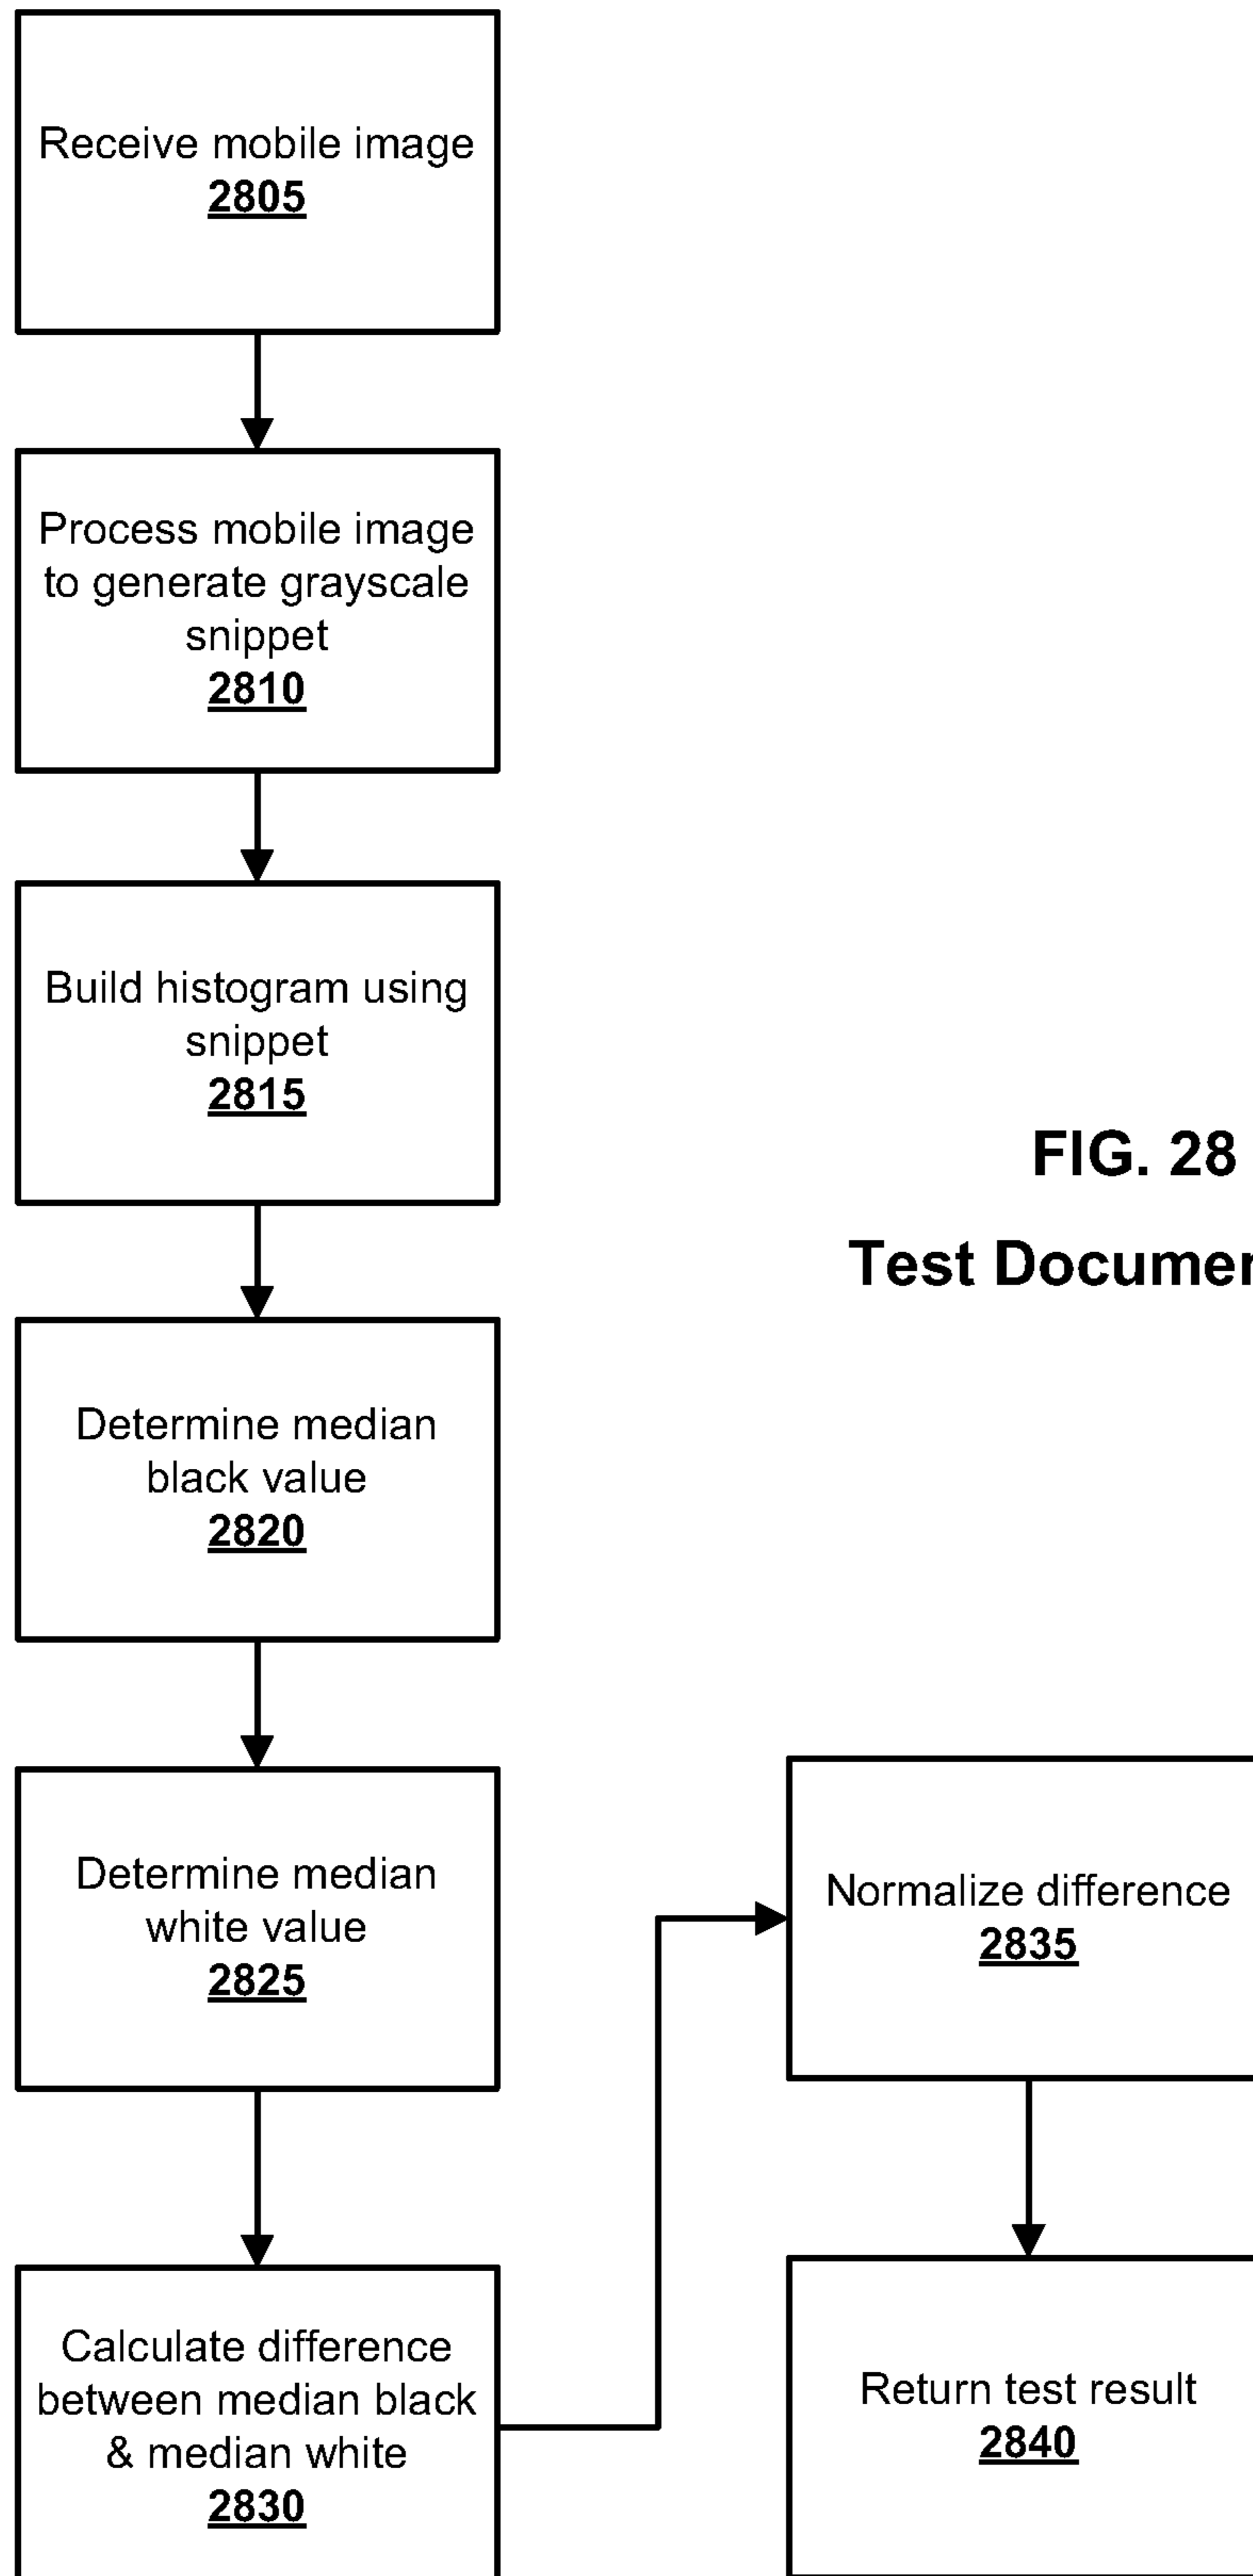 Receive mobile image
2805
Process mobile image
to generate grayscale
snippet
2810
Build histogram using
snippet
2815
FIG. 28
Test
Determine median
black value
2820
Determine median
white value
2825
Normalize difference
2835
Calculate difference
between median black
& median white
2830
Return test result
2840